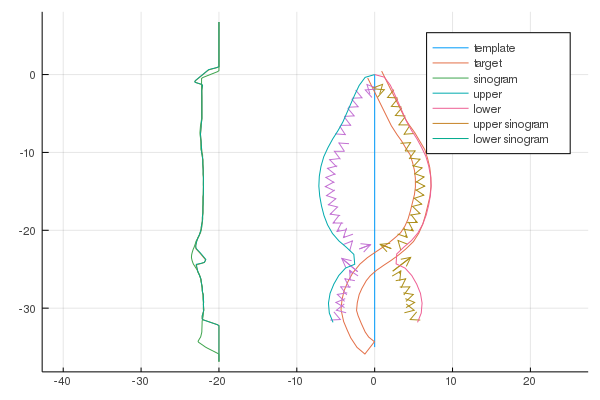 template
target
sinogram
upper
lower
upper sinogram
lower sinogram
0
-10
-20
-30
-40 -30 -20 -10 0 10 20